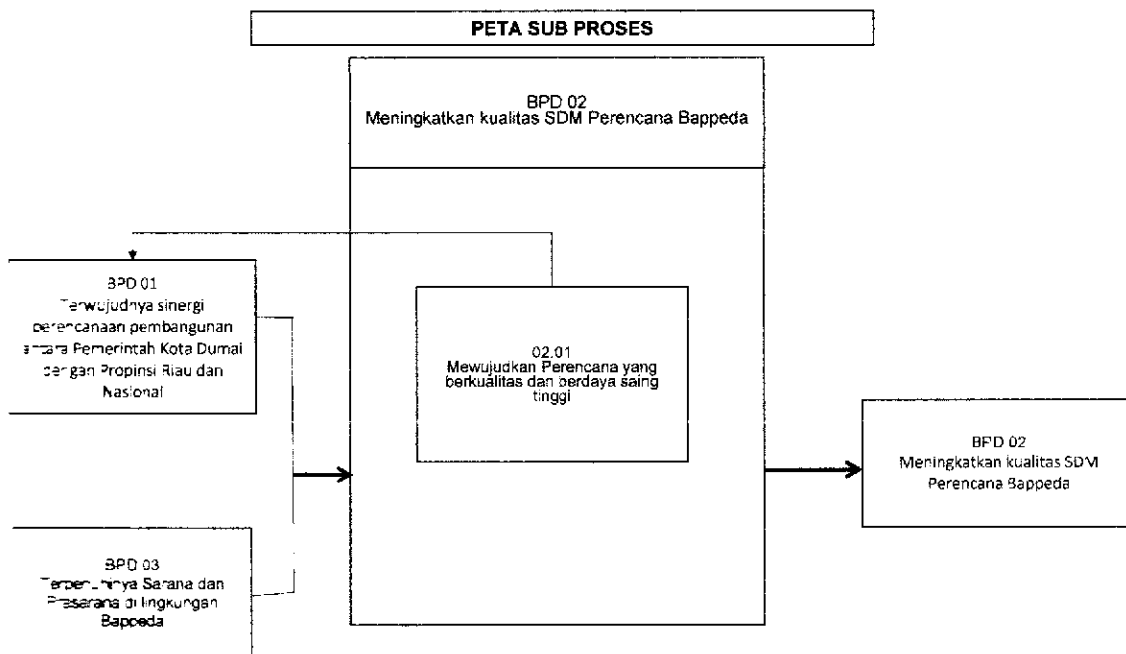 PETA SUB PROSES
BPD 02
Meningkatkan kualitas SDM Perencana Bappeda
BPD 01
Terwujudnya sinergi
perencanaan pembangunan
antara Pemerintah Kota Dumai
dengan Propinsi Riau dan
Nasional
02.01
Mewujudkan Perencana yang
berkualitas dan berdaya saing
tinggi
BPD 02
Meningkatkan kualitas SDM
Perencana Bappeda
BPD 03
Terpenuhinya Sarana dan
Prasarana di lingkungan
Bappeda